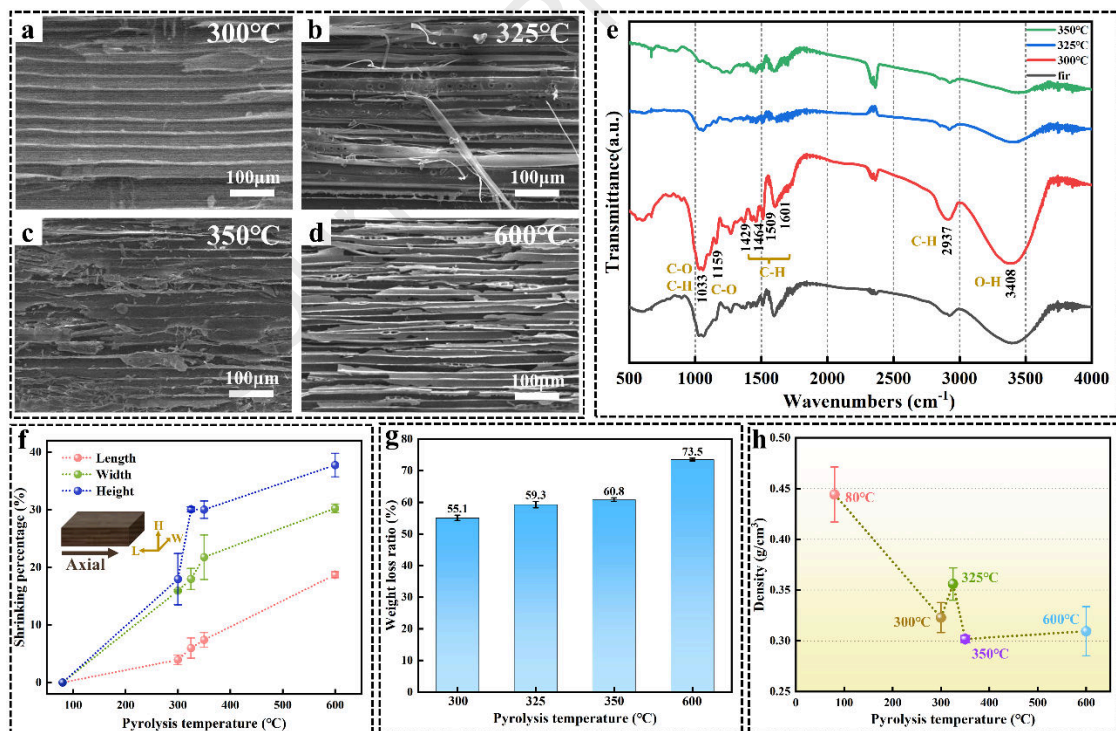 a
300℃
100μm
b
325℃
100μm
c
350℃
100μm
d
600℃
100μm
e
350℃
325℃
300℃
fir
Transmittance(a.u.)
C-O
C-H
1033
1159
C-O
1429
1464
1509
1601
C-H
C-H
2937
O-H
3408
500 1000 1500 2000 2500 3000 3500 4000
Wavenumbers (cm-1)
f
Length
Width
Height
Shrinking percentage (%)
40
30
20
10
0
H
L
W
Axial
100 200 300 400 500 600
Pyrolysis temperature (℃)
g
Weight loss ratio (%)
80
70
60
50
40
30
20
10
0
55.1
59.3
60.8
73.5
300 325 350 600
Pyrolysis temperature (℃)
h
Density (g/cm3)
0.50
0.45
0.40
0.35
0.30
0.25
80℃
300℃
325℃
350℃
600℃
0 100 200 300 400 500 600
Pyrolysis temperature (℃)